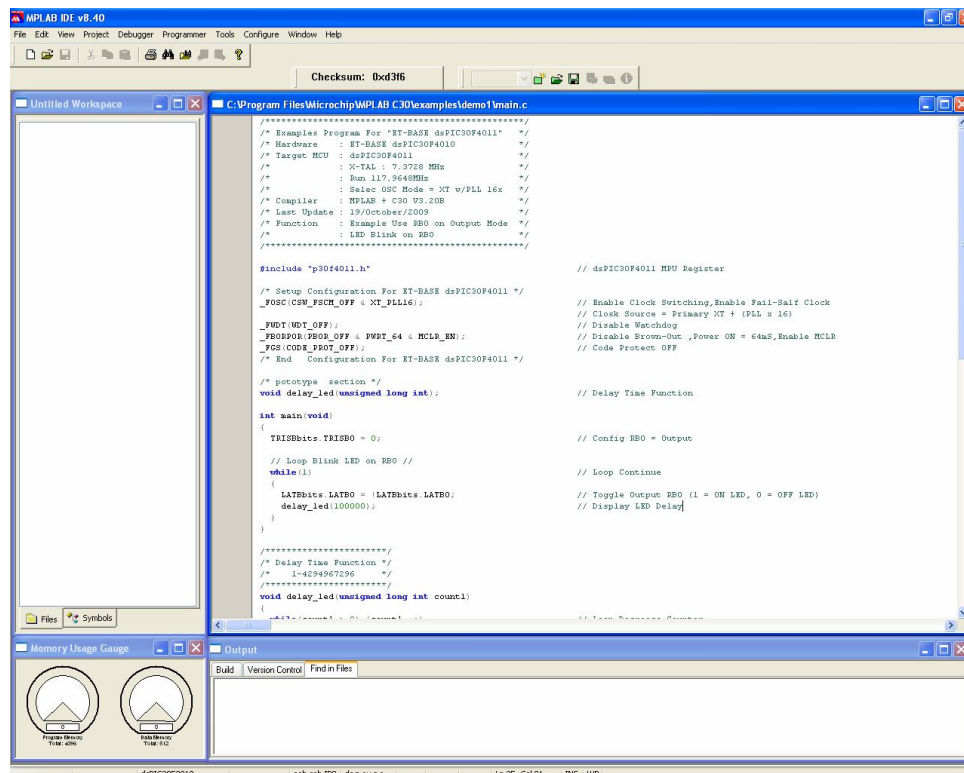 MPLAB IDE v8.40
File Edit View Project Debugger Programmer Tools Configure Window Help
Checksum: 0xd3f6
Untitled Workspace
C:\Program Files\Microchip\MPLAB C30\examples\demo1\main.c
/************************************************/
/* Examples Program For "ET-BASE dsPIC30F4011" */
/* Hardware : ET-BASE dsPIC30F4010 */
/* Target MCU : dsPIC30F4011 */
/* : X-TAL : 7.3728 MHz */
/* : Run 117.9648MHz */
/* : Selec OSC Mode = XT w/PLL 16x */
/* Compiler : MPLAB + C30 V3.20B */
/* Last Update : 19/October/2009 */
/* Function : Example Use RB0 on Output Mode */
/* : LED Blink on RB0 */
/************************************************/
#include "p30f4011.h" // dsPIC30F4011 MPU Register
/* Setup Configuration For ET-BASE dsPIC30F4011 */
_FOSC(CSW_FSCM_OFF & XT_PLL16); // Enable Clock Switching,Enable Fail-Salf Clock
// Closk Source = Primary XT + (PLL x 16)
_FWDT(WDT_OFF); // Disable Watchdog
_FBORPOR(PBOR_OFF & PWRT_64 & MCLR_EN); // Disable Brown-Out ,Power ON = 64mS,Enable MCLR
_FGS(CODE_PROT_OFF); // Code Protect OFF
/* End Configuration For ET-BASE dsPIC30F4011 */
/* pototype section */
void delay_led(unsigned long int); // Delay Time Function
int main(void)
{
TRISBbits.TRISB0 = 0; // Config RB0 = Output
// Loop Blink LED on RB0 //
while(1) // Loop Continue
{
LATBbits.LATB0 = !LATBbits.LATB0; // Toggle Output RB0 (1 = ON LED, 0 = OFF LED)
delay_led(100000); // Display LED Delay
}
}
/***********************/
/* Delay Time Function */
/* 1-4294967296 */
/***********************/
void delay_led(unsigned long int count1)
{
Files Symbols
Memory Usage Gauge
Output
Build Version Control Find in Files
0
Program Memory
Total: 4096
0
Data Memory
Total: 512